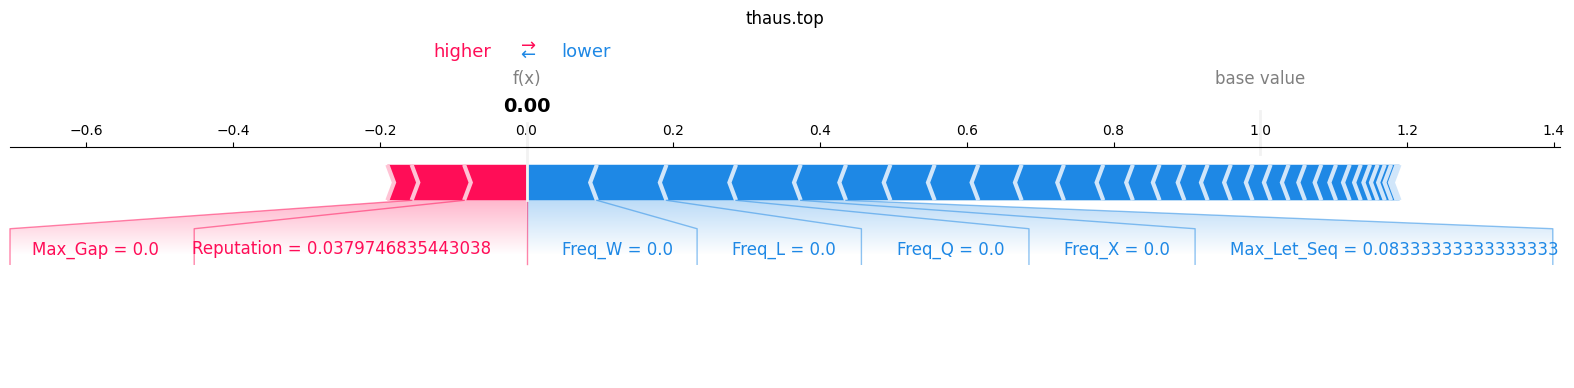 thaus.top
higher ⇄ lower
f(x) base value
0.00
−0.6 −0.4 −0.2 0.0 0.2 0.4 0.6 0.8 1.0 1.2 1.4
Max_Gap = 0.0 Reputation = 0.0379746835443038 Freq_W = 0.0 Freq_L = 0.0 Freq_Q = 0.0 Freq_X = 0.0 Max_Let_Seq = 0.08333333333333333